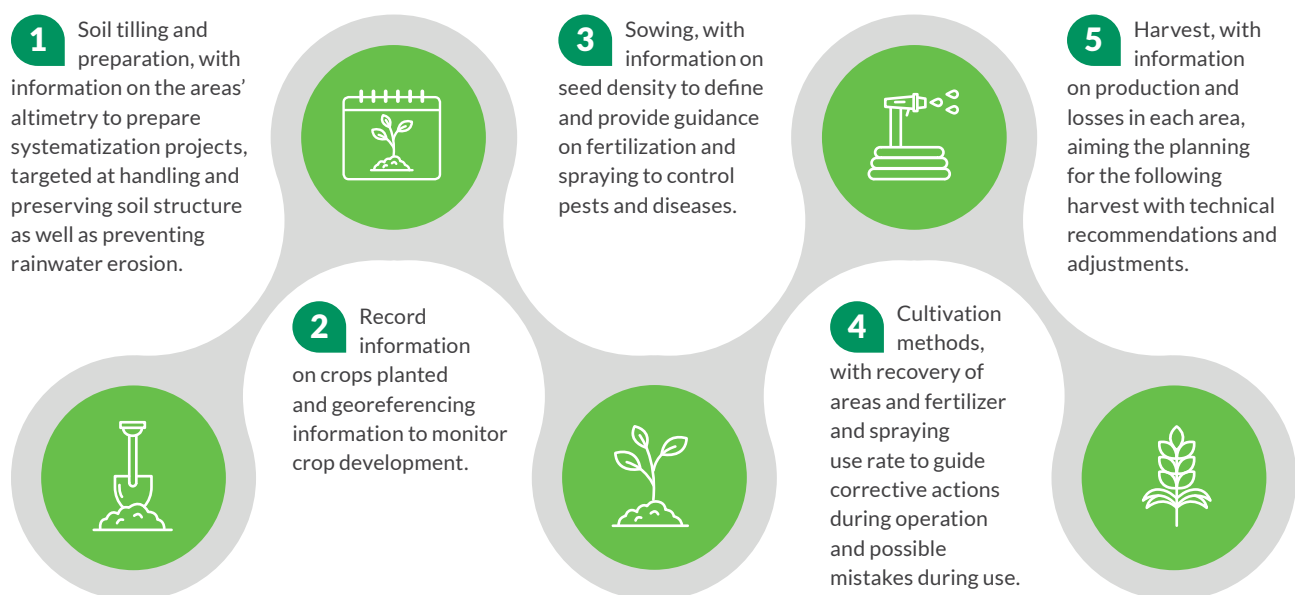 1 Soil tilling and
preparation, with
information on the areas’
altimetry to prepare
systematization projects,
targeted at handling and
preserving soil structure
as well as preventing
rainwater erosion.
2 Record
information
on crops planted
and georeferencing
information to monitor
crop development.
3 Sowing, with
information on
seed density to define
and provide guidance
on fertilization and
spraying to control
pests and diseases.
4 Cultivation
methods,
with recovery of
areas and fertilizer
and spraying
use rate to guide
corrective actions
during operation
and possible
mistakes during use.
5 Harvest, with
information
on production and
losses in each area,
aiming the planning
for the following
harvest with technical
recommendations and
adjustments.